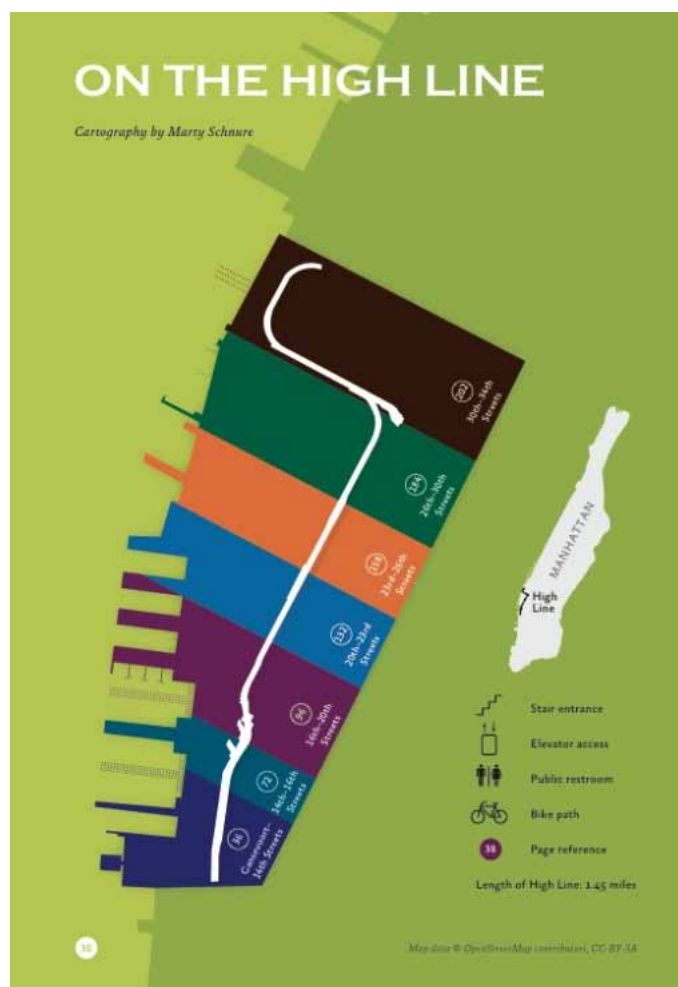 ON THE HIGH LINE
Cartography by Marty Schnure
202
30th–34th
Streets
184
26th–30th
Streets
158
23rd–26th
Streets
132
20th–23rd
Streets
96
16th–20th
Streets
72
14th–16th
Streets
36
Gansevoort–
14th Streets
MANHATTAN
High
Line
Stair entrance
Elevator access
Public restroom
Bike path
38 Page reference
Length of High Line: 1.45 miles
30
Map data © OpenStreetMap contributors, CC-BY-SA